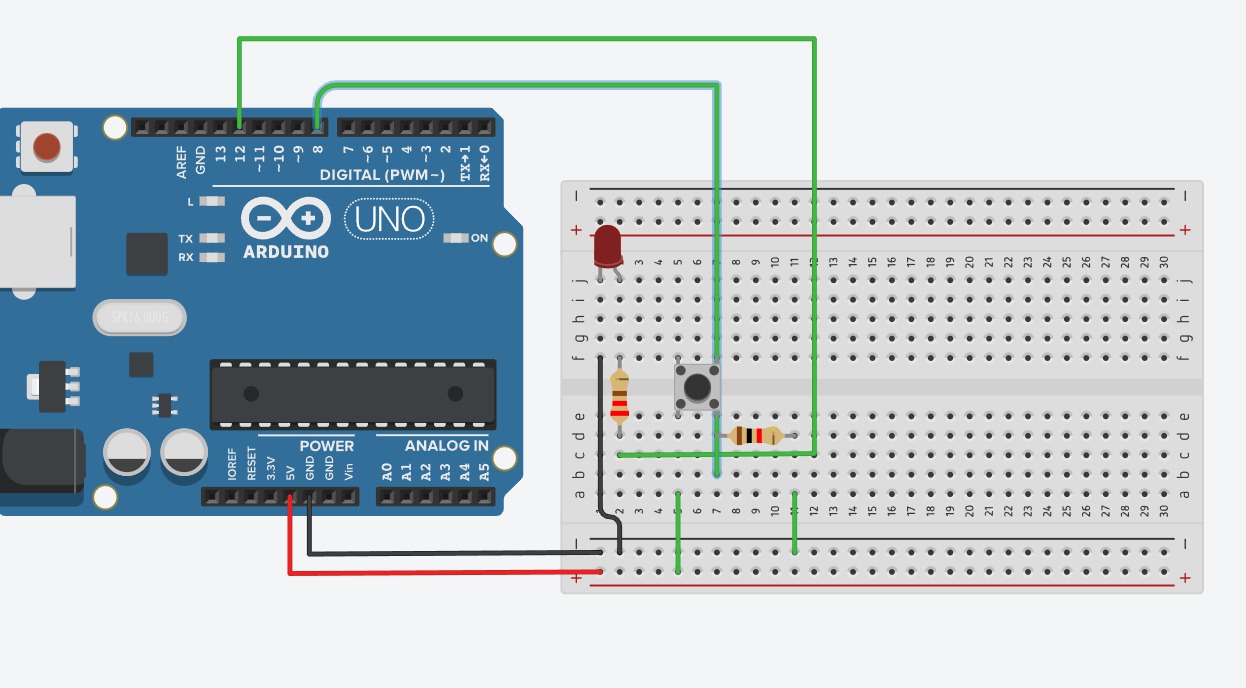 AREF GND 13 12 ~11 ~10 ~9 8 7 ~6 ~5 4 ~3 2 TX→1 RX←0
DIGITAL (PWM~)
L
TX
RX
UNO
ARDUINO
ON
SPK16.000G
POWER
ANALOG IN
IOREF RESET 3.3V 5V GND GND Vin A0 A1 A2 A3 A4 A5
− −
+ +
3 4 5 6 7 8 9 10 11 12 13 14 15 16 17 18 19 20 21 22 23 24 25 26 27 28 29 30
j j
i i
h h
g g
f f
e e
d d
c c
b b
a a
1 2 3 4 5 6 7 8 9 10 11 12 13 14 15 16 17 18 19 20 21 22 23 24 25 26 27 28 29 30
− −
+ +